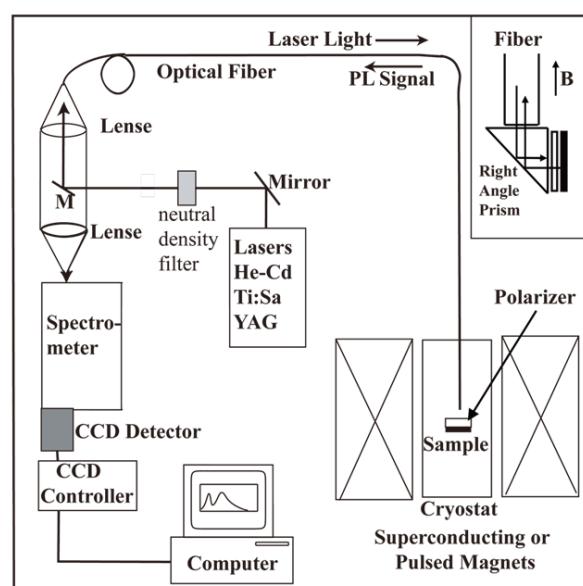 Laser Light
Optical Fiber
PL Signal
Fiber
B
Right
Angle
Prism
Lense
M
Mirror
neutral
density
filter
Lense
Lasers
He-Cd
Ti:Sa
YAG
Spectro-
meter
Polarizer
CCD Detector
Sample
CCD
Controller
Cryostat
Computer
Superconducting or
Pulsed Magnets